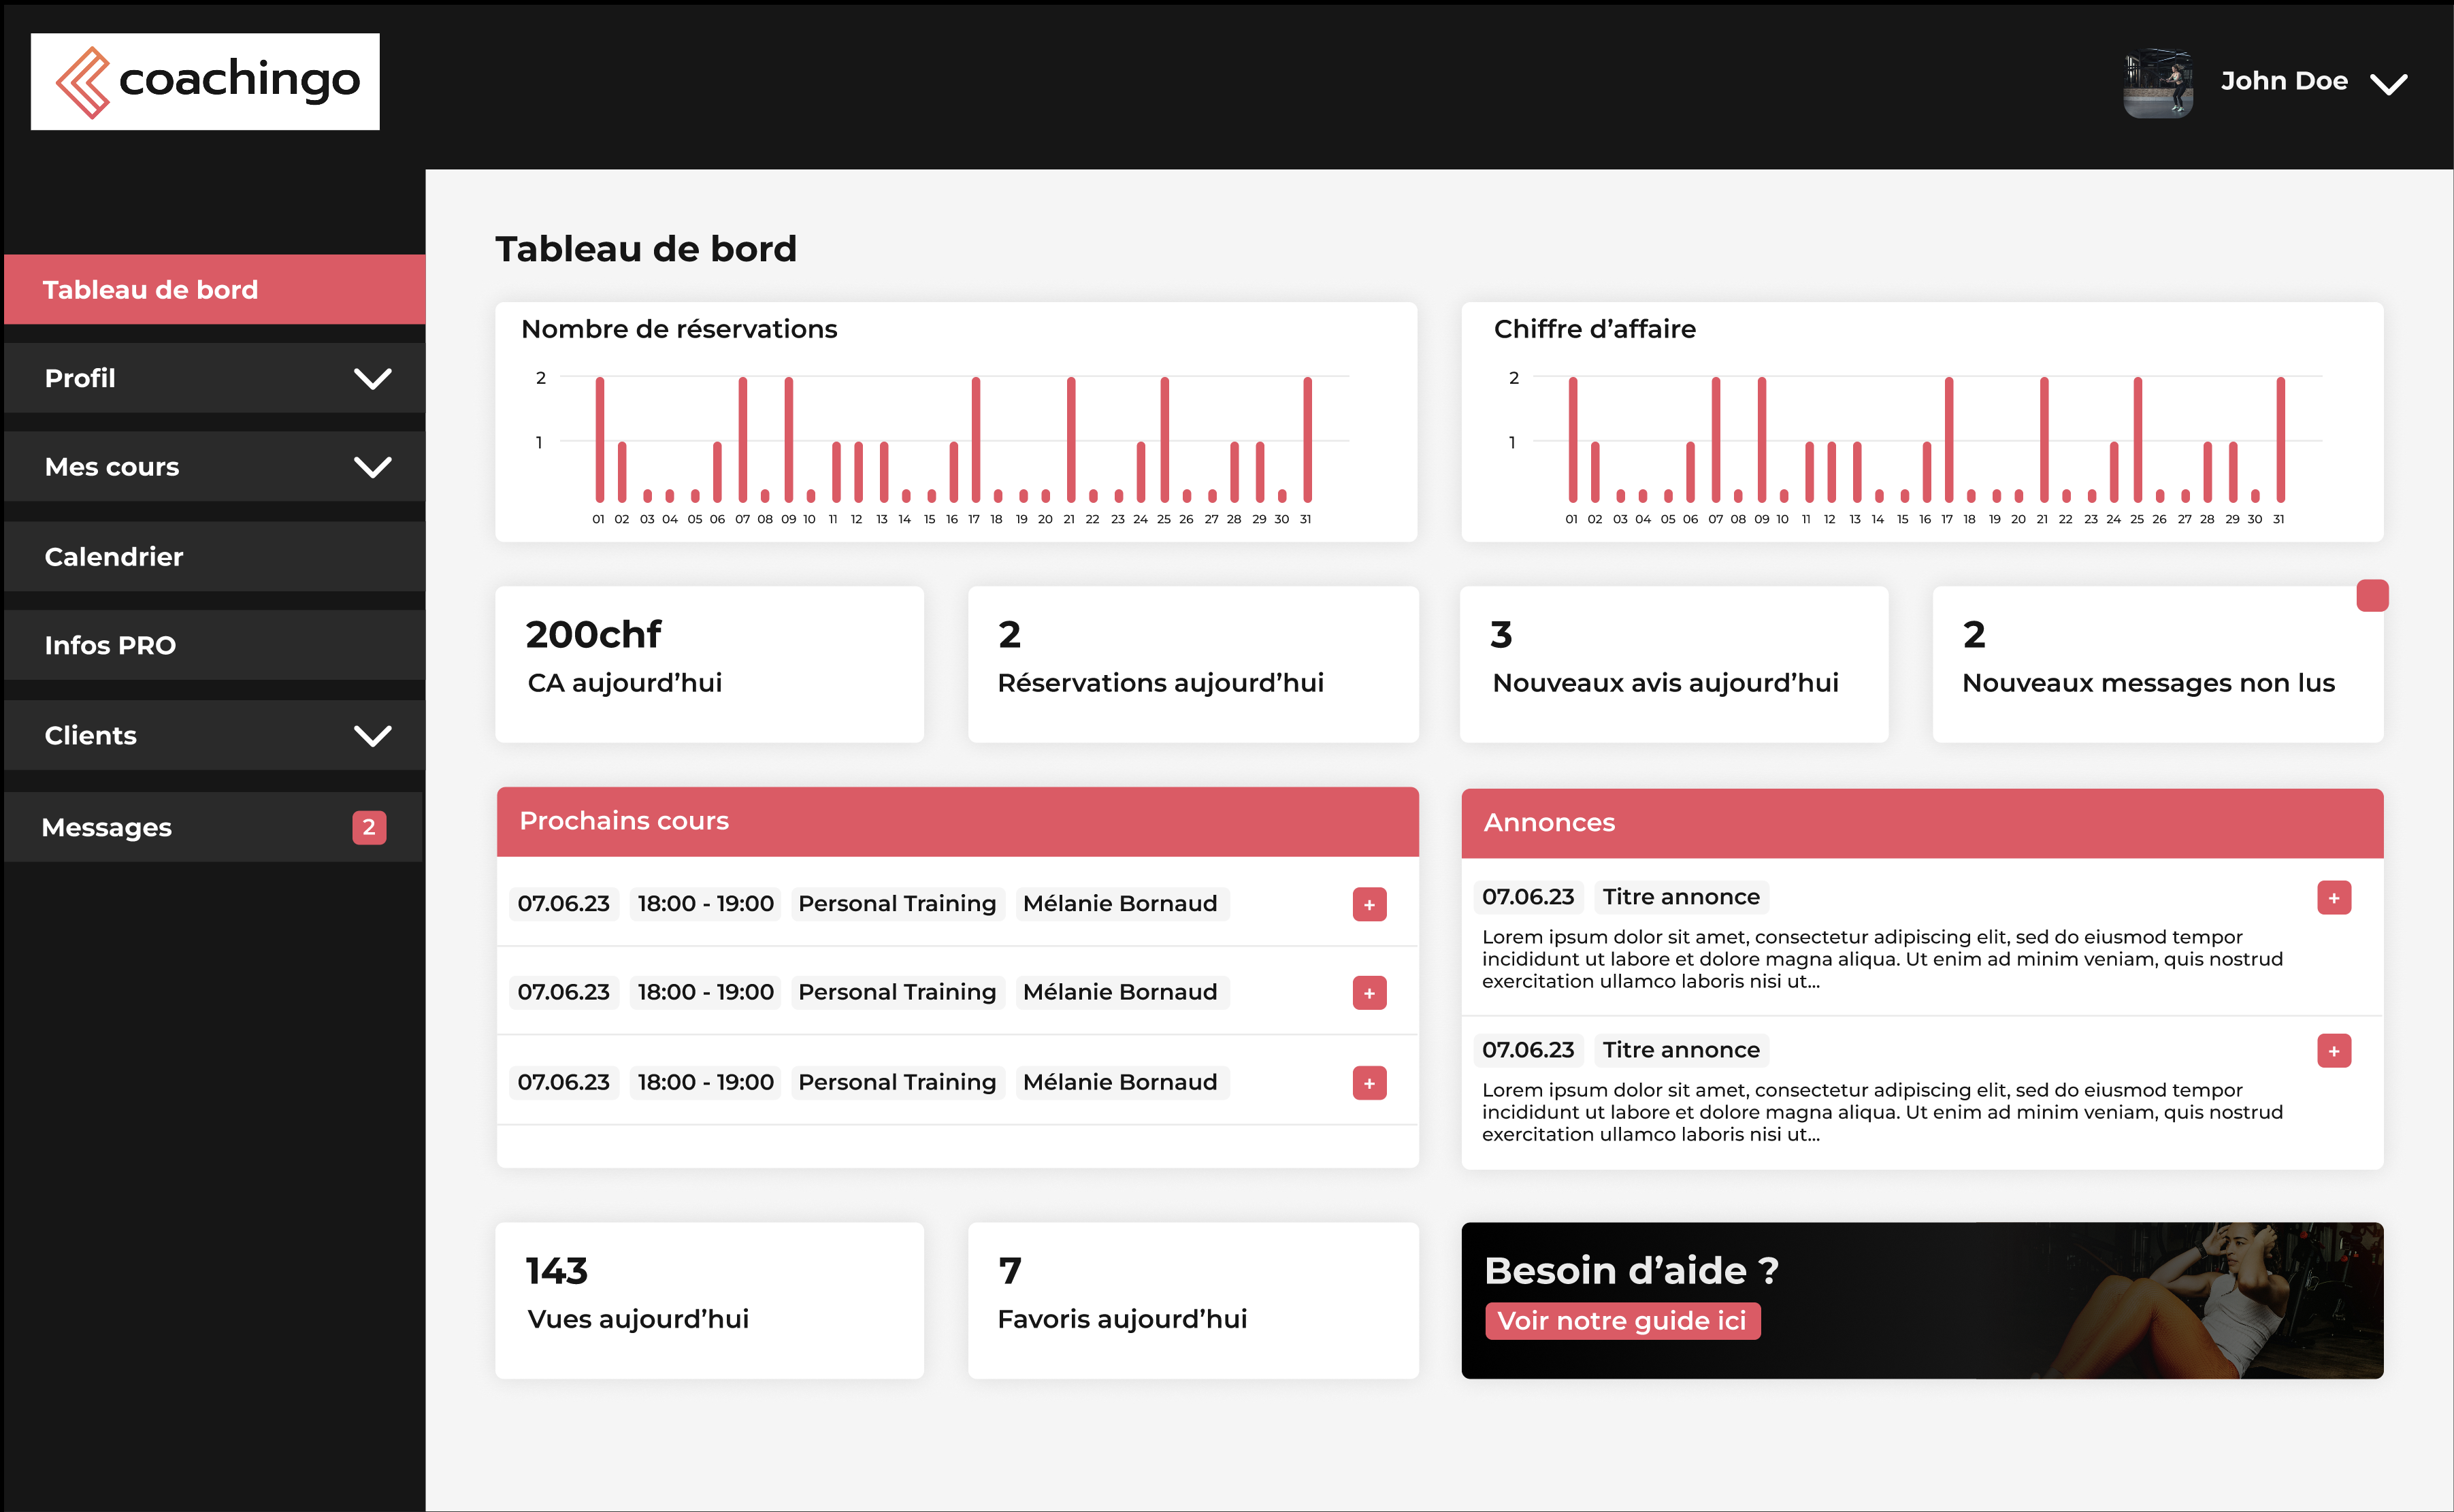 coachingo
John Doe
Tableau de bord
Profil
Mes cours
Calendrier
Infos PRO
Clients
Messages 2
Tableau de bord
Nombre de réservations
2
1
01 02 03 04 05 06 07 08 09 10 11 12 13 14 15 16 17 18 19 20 21 22 23 24 25 26 27 28 29 30 31
Chiffre d’affaire
2
1
01 02 03 04 05 06 07 08 09 10 11 12 13 14 15 16 17 18 19 20 21 22 23 24 25 26 27 28 29 30 31
200chf
CA aujourd’hui
2
Réservations aujourd’hui
3
Nouveaux avis aujourd’hui
2
Nouveaux messages non lus
Prochains cours
07.06.23 18:00 - 19:00 Personal Training Mélanie Bornaud +
07.06.23 18:00 - 19:00 Personal Training Mélanie Bornaud +
07.06.23 18:00 - 19:00 Personal Training Mélanie Bornaud +
Annonces
07.06.23 Titre annonce +
Lorem ipsum dolor sit amet, consectetur adipiscing elit, sed do eiusmod tempor
incididunt ut labore et dolore magna aliqua. Ut enim ad minim veniam, quis nostrud
exercitation ullamco laboris nisi ut...
07.06.23 Titre annonce +
Lorem ipsum dolor sit amet, consectetur adipiscing elit, sed do eiusmod tempor
incididunt ut labore et dolore magna aliqua. Ut enim ad minim veniam, quis nostrud
exercitation ullamco laboris nisi ut...
143
Vues aujourd’hui
7
Favoris aujourd’hui
Besoin d’aide ?
Voir notre guide ici